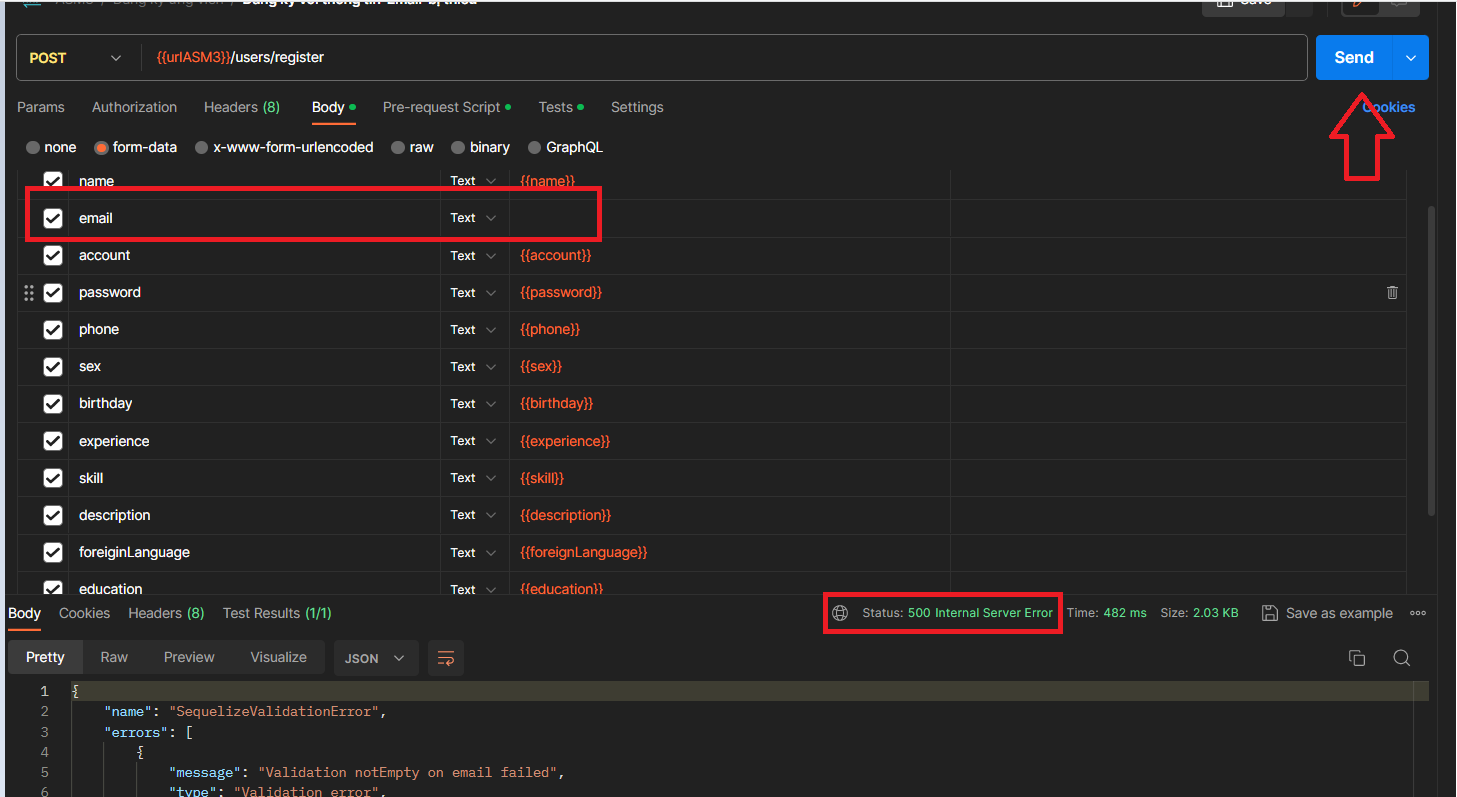 Save
POST {{urlASM3}}/users/register Send
Params Authorization Headers (8) Body Pre-request Script Tests Settings Cookies
none form-data x-www-form-urlencoded raw binary GraphQL
name Text {{name}}
email Text
account Text {{account}}
password Text {{password}}
phone Text {{phone}}
sex Text {{sex}}
birthday Text {{birthday}}
experience Text {{experience}}
skill Text {{skill}}
description Text {{description}}
foreiginLanguage Text {{foreignLanguage}}
education Text {{education}}
Body Cookies Headers (8) Test Results (1/1) Status: 500 Internal Server Error Time: 482 ms Size: 2.03 KB Save as example
Pretty Raw Preview Visualize JSON
1 {
2 "name": "SequelizeValidationError",
3 "errors": [
4 {
5 "message": "Validation notEmpty on email failed",
6 "type": "Validation error",